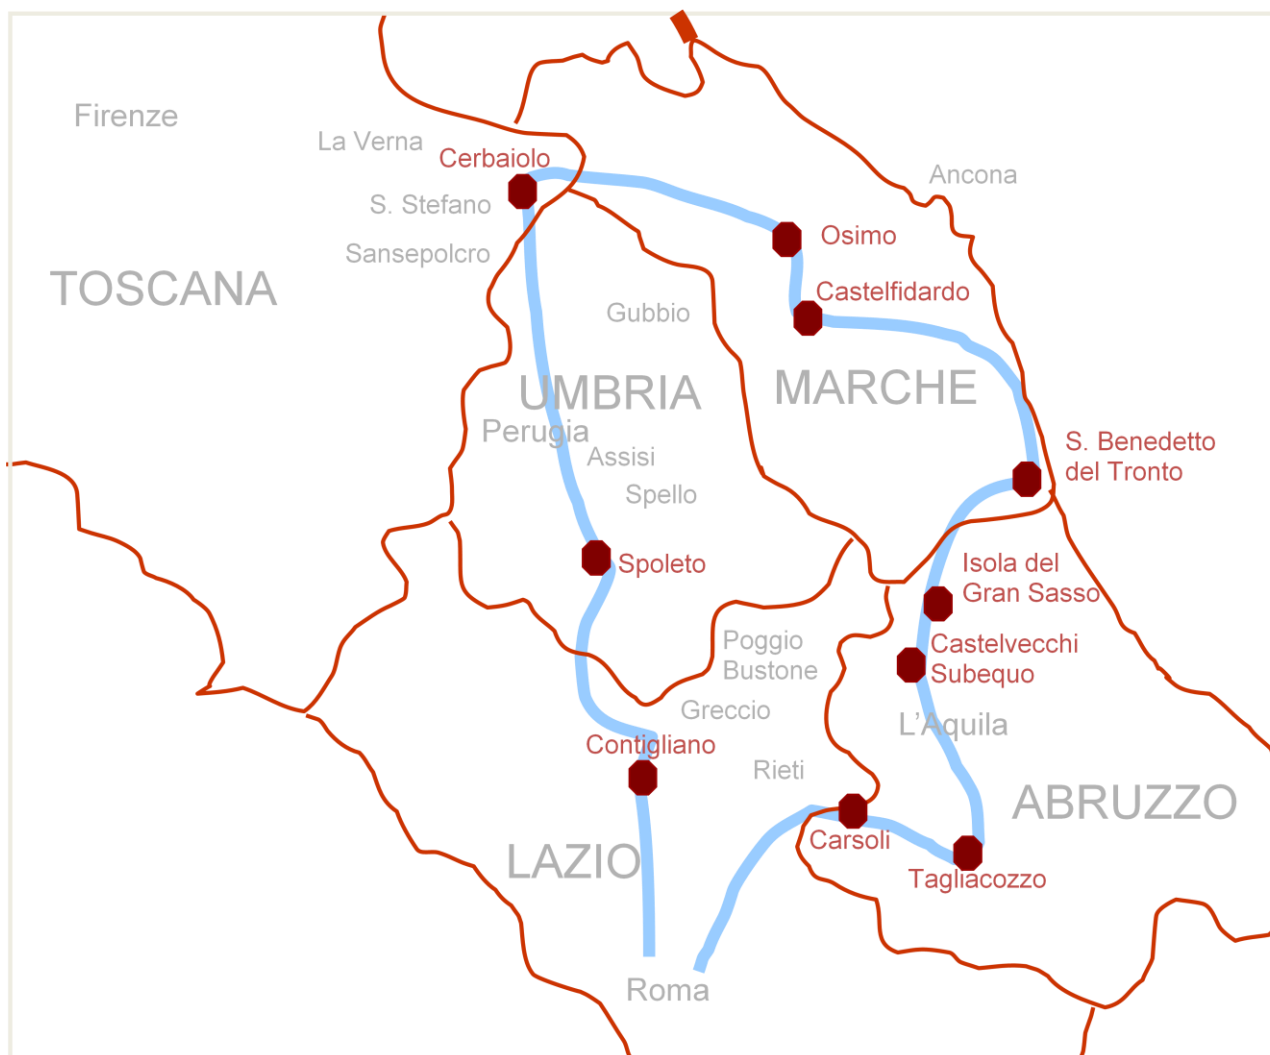 Firenze
La Verna
Cerbaiolo
Ancona
S. Stefano
Osimo
Sansepolcro
TOSCANA
Castelfidardo
Gubbio
UMBRIA
MARCHE
Perugia
S. Benedetto
del Tronto
Assisi
Spello
Spoleto
Isola del
Gran Sasso
Poggio
Bustone
Castelvecchi
Subequo
Greccio
L'Aquila
Contigliano
Rieti
ABRUZZO
Carsoli
LAZIO
Tagliacozzo
Roma